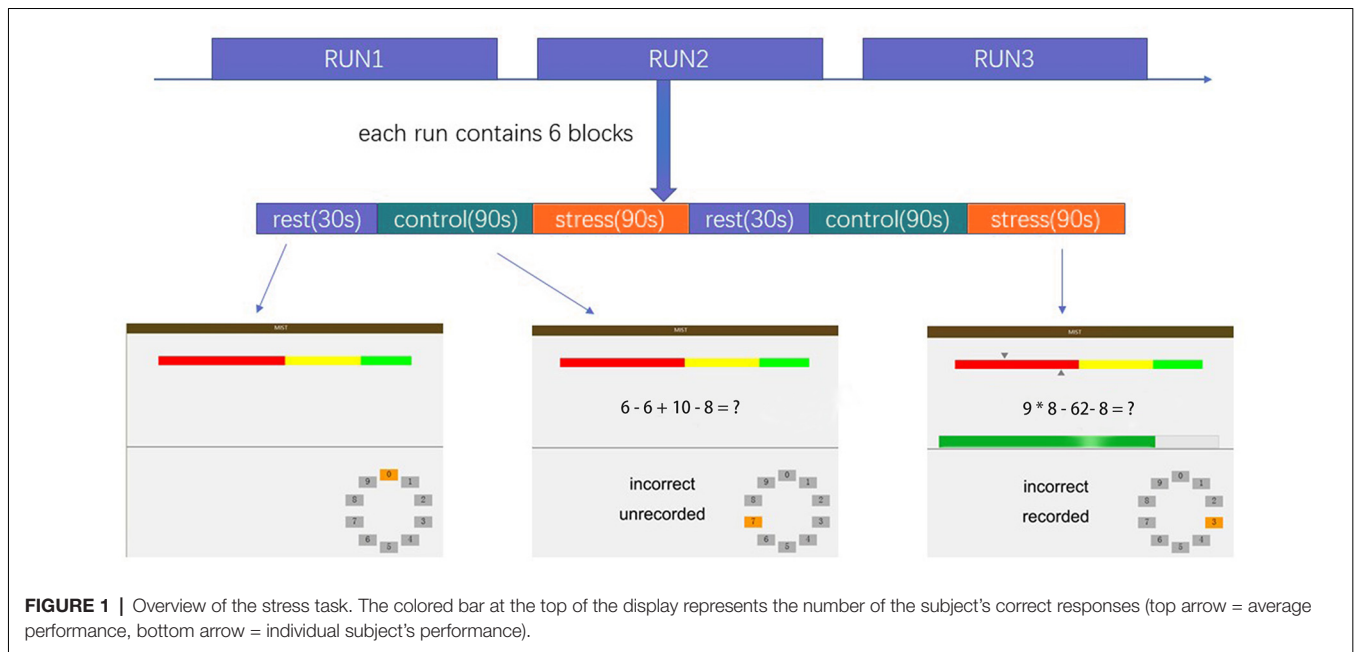 RUN1 RUN2 RUN3
each run contains 6 blocks
rest(30s) control(90s) stress(90s) rest(30s) control(90s) stress(90s)
MIST MIST MIST
6 - 6 + 10 - 8 = ? 9 * 8 - 62- 8 = ?
0 1 2 3 4 5 6 7 8 9
incorrect
unrecorded
0 1 2 3 4 5 6 7 8 9
incorrect
recorded
0 1 2 3 4 5 6 7 8 9
FIGURE 1 | Overview of the stress task. The colored bar at the top of the display represents the number of the subject's correct responses (top arrow = average
performance, bottom arrow = individual subject's performance).